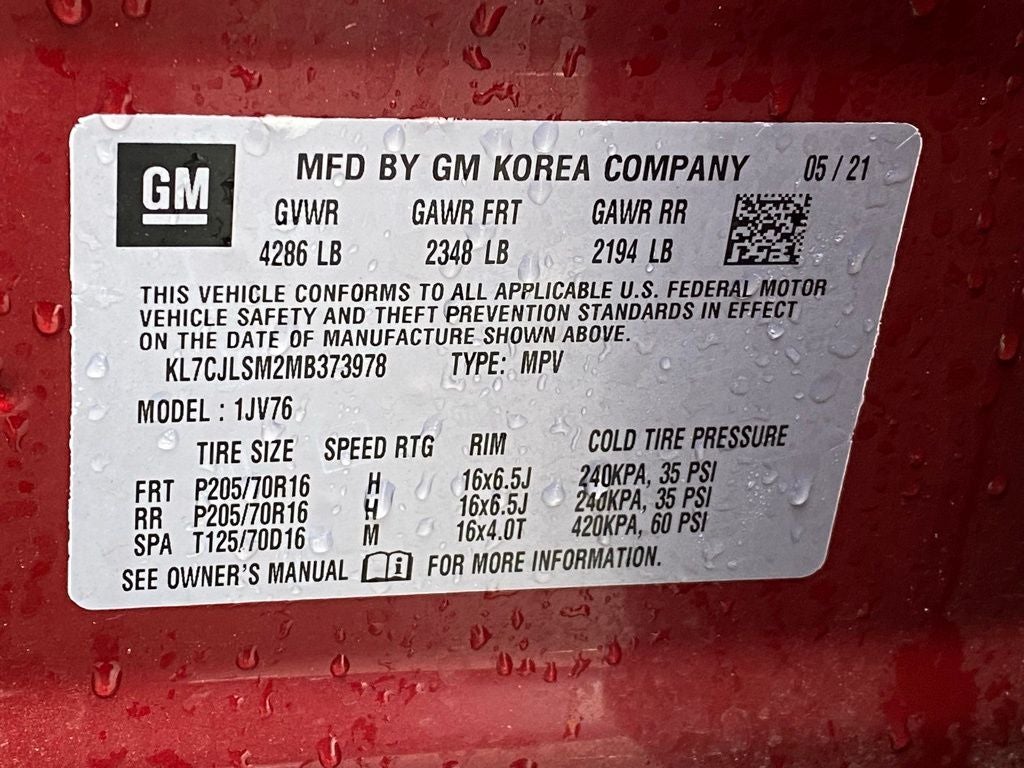 GM MFD BY GM KOREA COMPANY 05 / 21
GVWR GAWR FRT GAWR RR
4286 LB 2348 LB 2194 LB
THIS VEHICLE CONFORMS TO ALL APPLICABLE U.S. FEDERAL MOTOR
VEHICLE SAFETY AND THEFT PREVENTION STANDARDS IN EFFECT
ON THE DATE OF MANUFACTURE SHOWN ABOVE.
KL7CJLSM2MB373978 TYPE: MPV
MODEL : 1JV76
TIRE SIZE SPEED RTG RIM COLD TIRE PRESSURE
FRT P205/70R16 H 16x6.5J 240KPA, 35 PSI
RR P205/70R16 H 16x6.5J 240KPA, 35 PSI
SPA T125/70D16 M 16x4.0T 420KPA, 60 PSI
SEE OWNER'S MANUAL i FOR MORE INFORMATION.